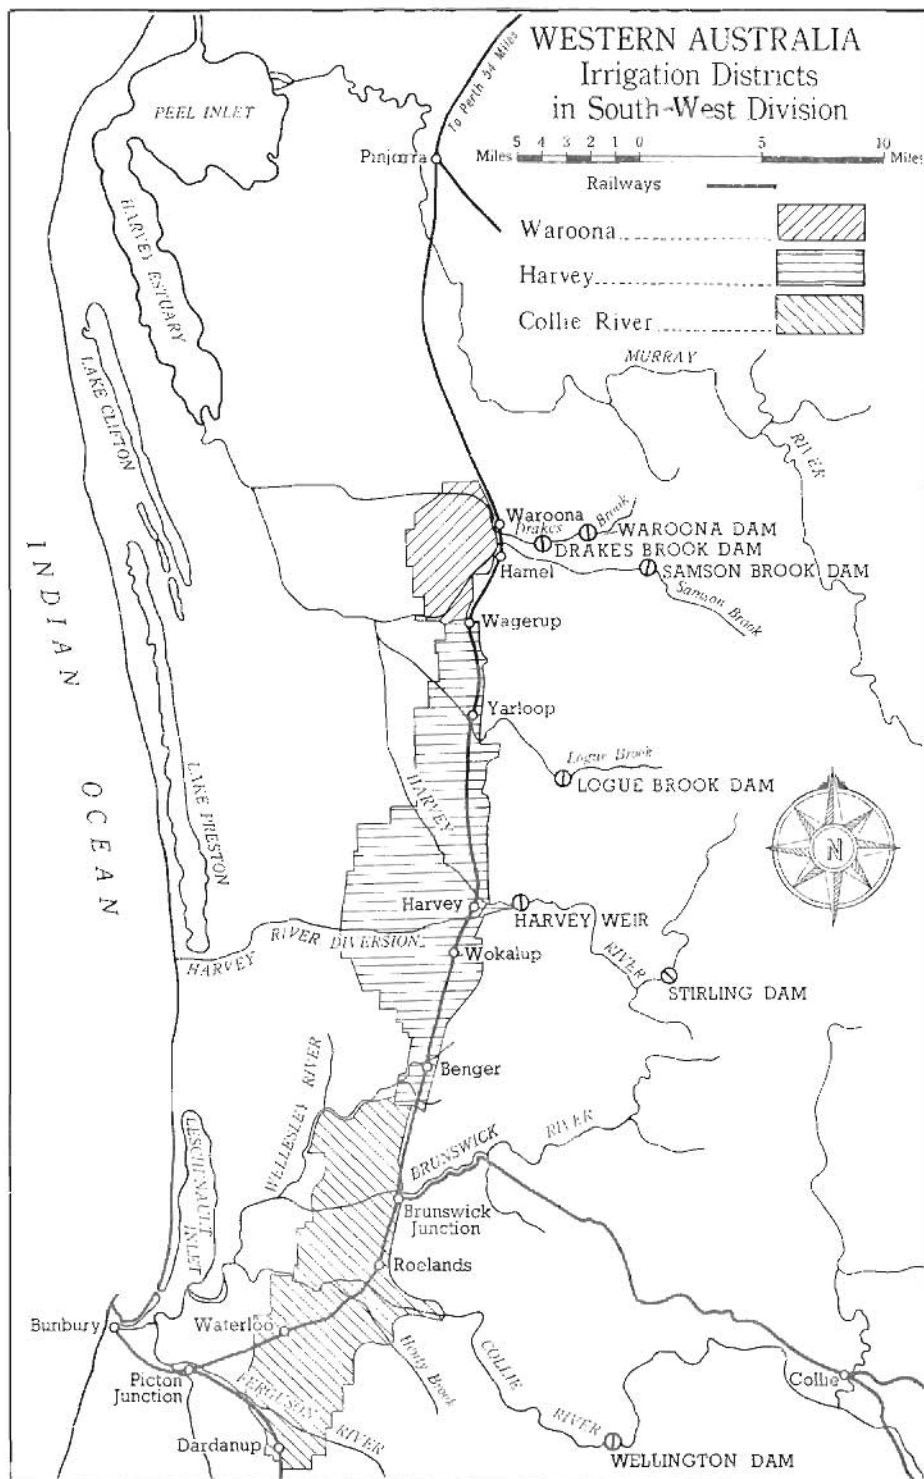 WESTERN AUSTRALIA
Irrigation Districts
in South-West Division
Miles 5 4 3 2 1 0 5 10 Miles
Railways
Waroona
Harvey
Collie River
To Perth 54 Miles
PEEL INLET
Pinjarra
HARVEY ESTUARY
LAKE CLIFTON
MURRAY
RIVER
Waroona
Drakes Brook
WAROONA DAM
DRAKES BROOK DAM
Hamel
SAMSON BROOK DAM
Samson Brook
Wagerup
INDIAN OCEAN
Yarloop
Logue Brook
LOGUE BROOK DAM
LAKE PRESTON
HARVEY
N
Harvey
HARVEY WEIR
HARVEY RIVER DIVERSION
RIVER
Wokalup
STIRLING DAM
Benger
WELLESLEY RIVER
LESCHENAULT INLET
BRUNSWICK RIVER
Brunswick
Junction
Roelands
Bunbury
Waterloo
COLLIE
RIVER
Picton
Junction
Collie
FERGUSON
RIVER
Brook
Dardanup
WELLINGTON DAM